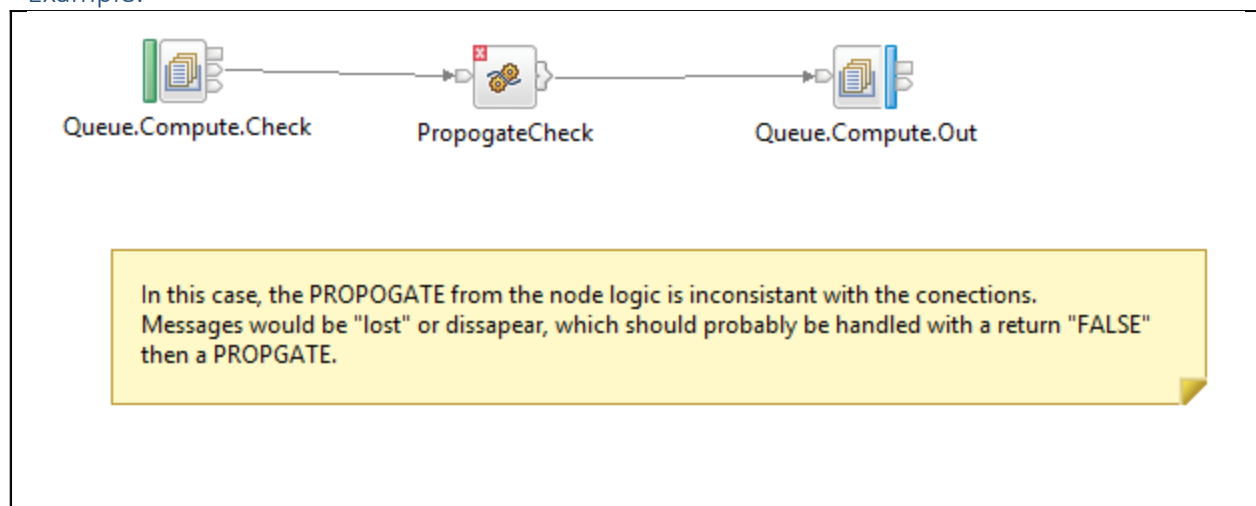 Example:
Queue.Compute.Check
PropogateCheck
Queue.Compute.Out
In this case, the PROPOGATE from the node logic is inconsistant with the conections.
Messages would be "lost" or dissapear, which should probably be handled with a return "FALSE"
then a PROPGATE.